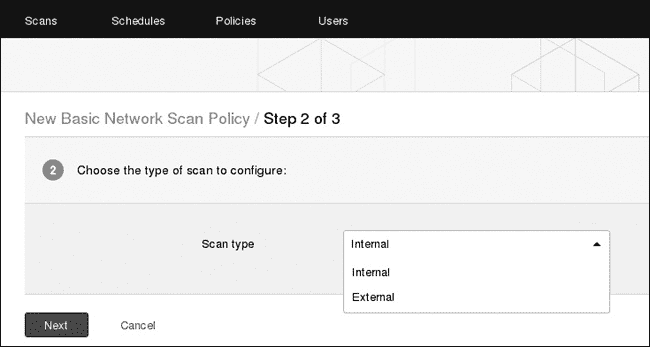 Scans Schedules Policies Users
New Basic Network Scan Policy / Step 2 of 3
2 Choose the type of scan to configure:
Scan type Internal
Internal
External
Next Cancel